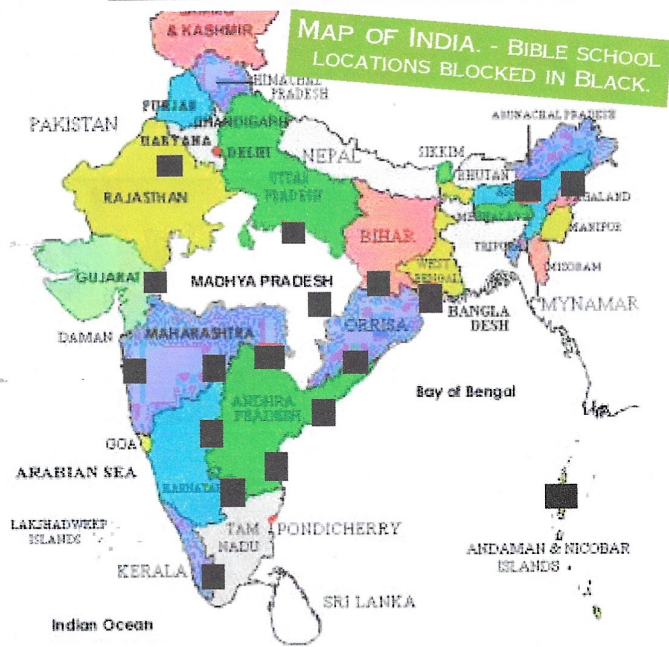 MAP OF INDIA. - BIBLE SCHOOL
LOCATIONS BLOCKED IN BLACK.
& KASHMIR
HIMACHAL
PRADESH
PUNJAB
PAKISTAN
CHANDIGARH
HARYANA
DELHI
NEPAL
SIKKIM
ARUNACHAL PRADESH
BHUTAN
RAJASTHAN
UTTAR
PRADESH
NAGALAND
MEGHALAYA
MANIPUR
BIHAR
TRIPURA
MIZORAM
WEST
BENGAL
GUJARAT
MADHYA PRADESH
MYNAMAR
BANGLA
DESH
DAMAN
MAHARASHTRA
ORRISA
Bay of Bengal
ANDHRA
PRADESH
GOA
ARABIAN SEA
LAKSHADWEEP
ISLANDS
TAM
NADU
PONDICHERRY
ANDAMAN & NICOBAR
ISLANDS
KERALA
SRI LANKA
Indian Ocean